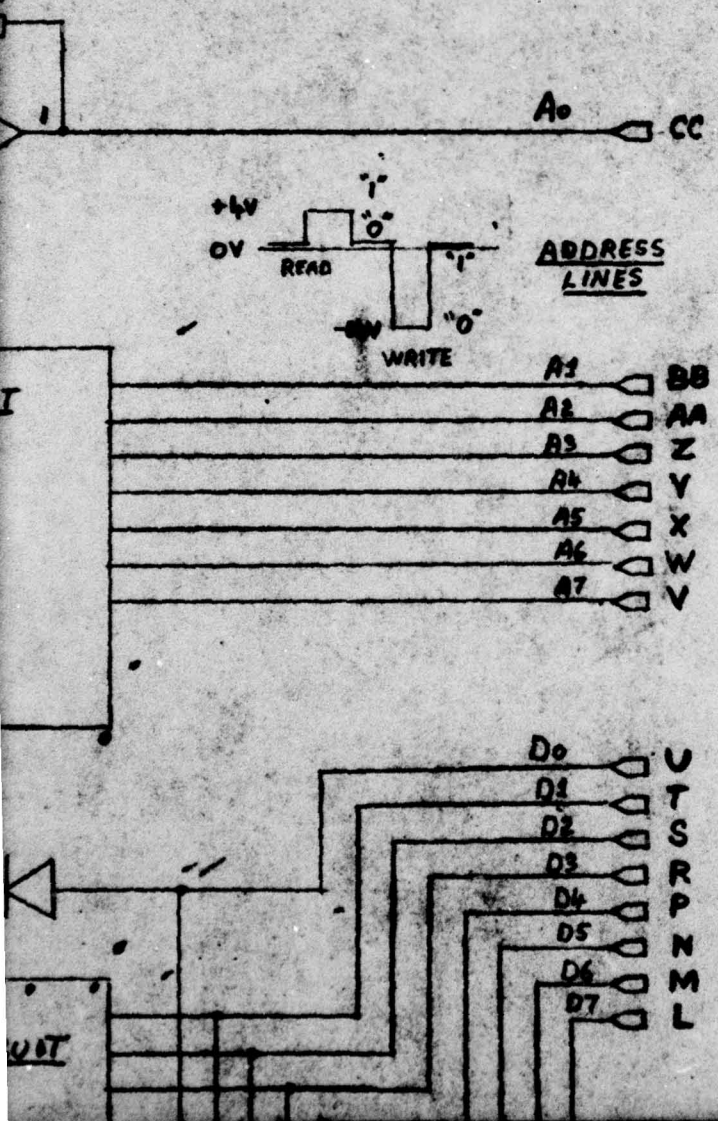 1 A0 CC
"1"
+4V "0"
0V READ "1" ADDRESS
LINES
"0"
WRITE
A1 BB
I A2 AA
A3 Z
A4 Y
A5 X
A6 W
A7 V
D0 U
D1 T
D2 S
D3 R
D4 P
D5 N
D6 M
D7 L